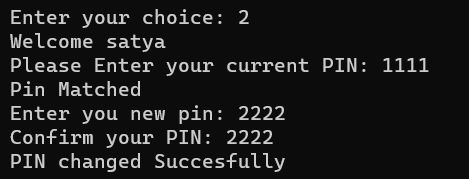 Enter your choice: 2
Welcome satya
Please Enter your current PIN: 1111
Pin Matched
Enter you new pin: 2222
Confirm your PIN: 2222
PIN changed Succesfully